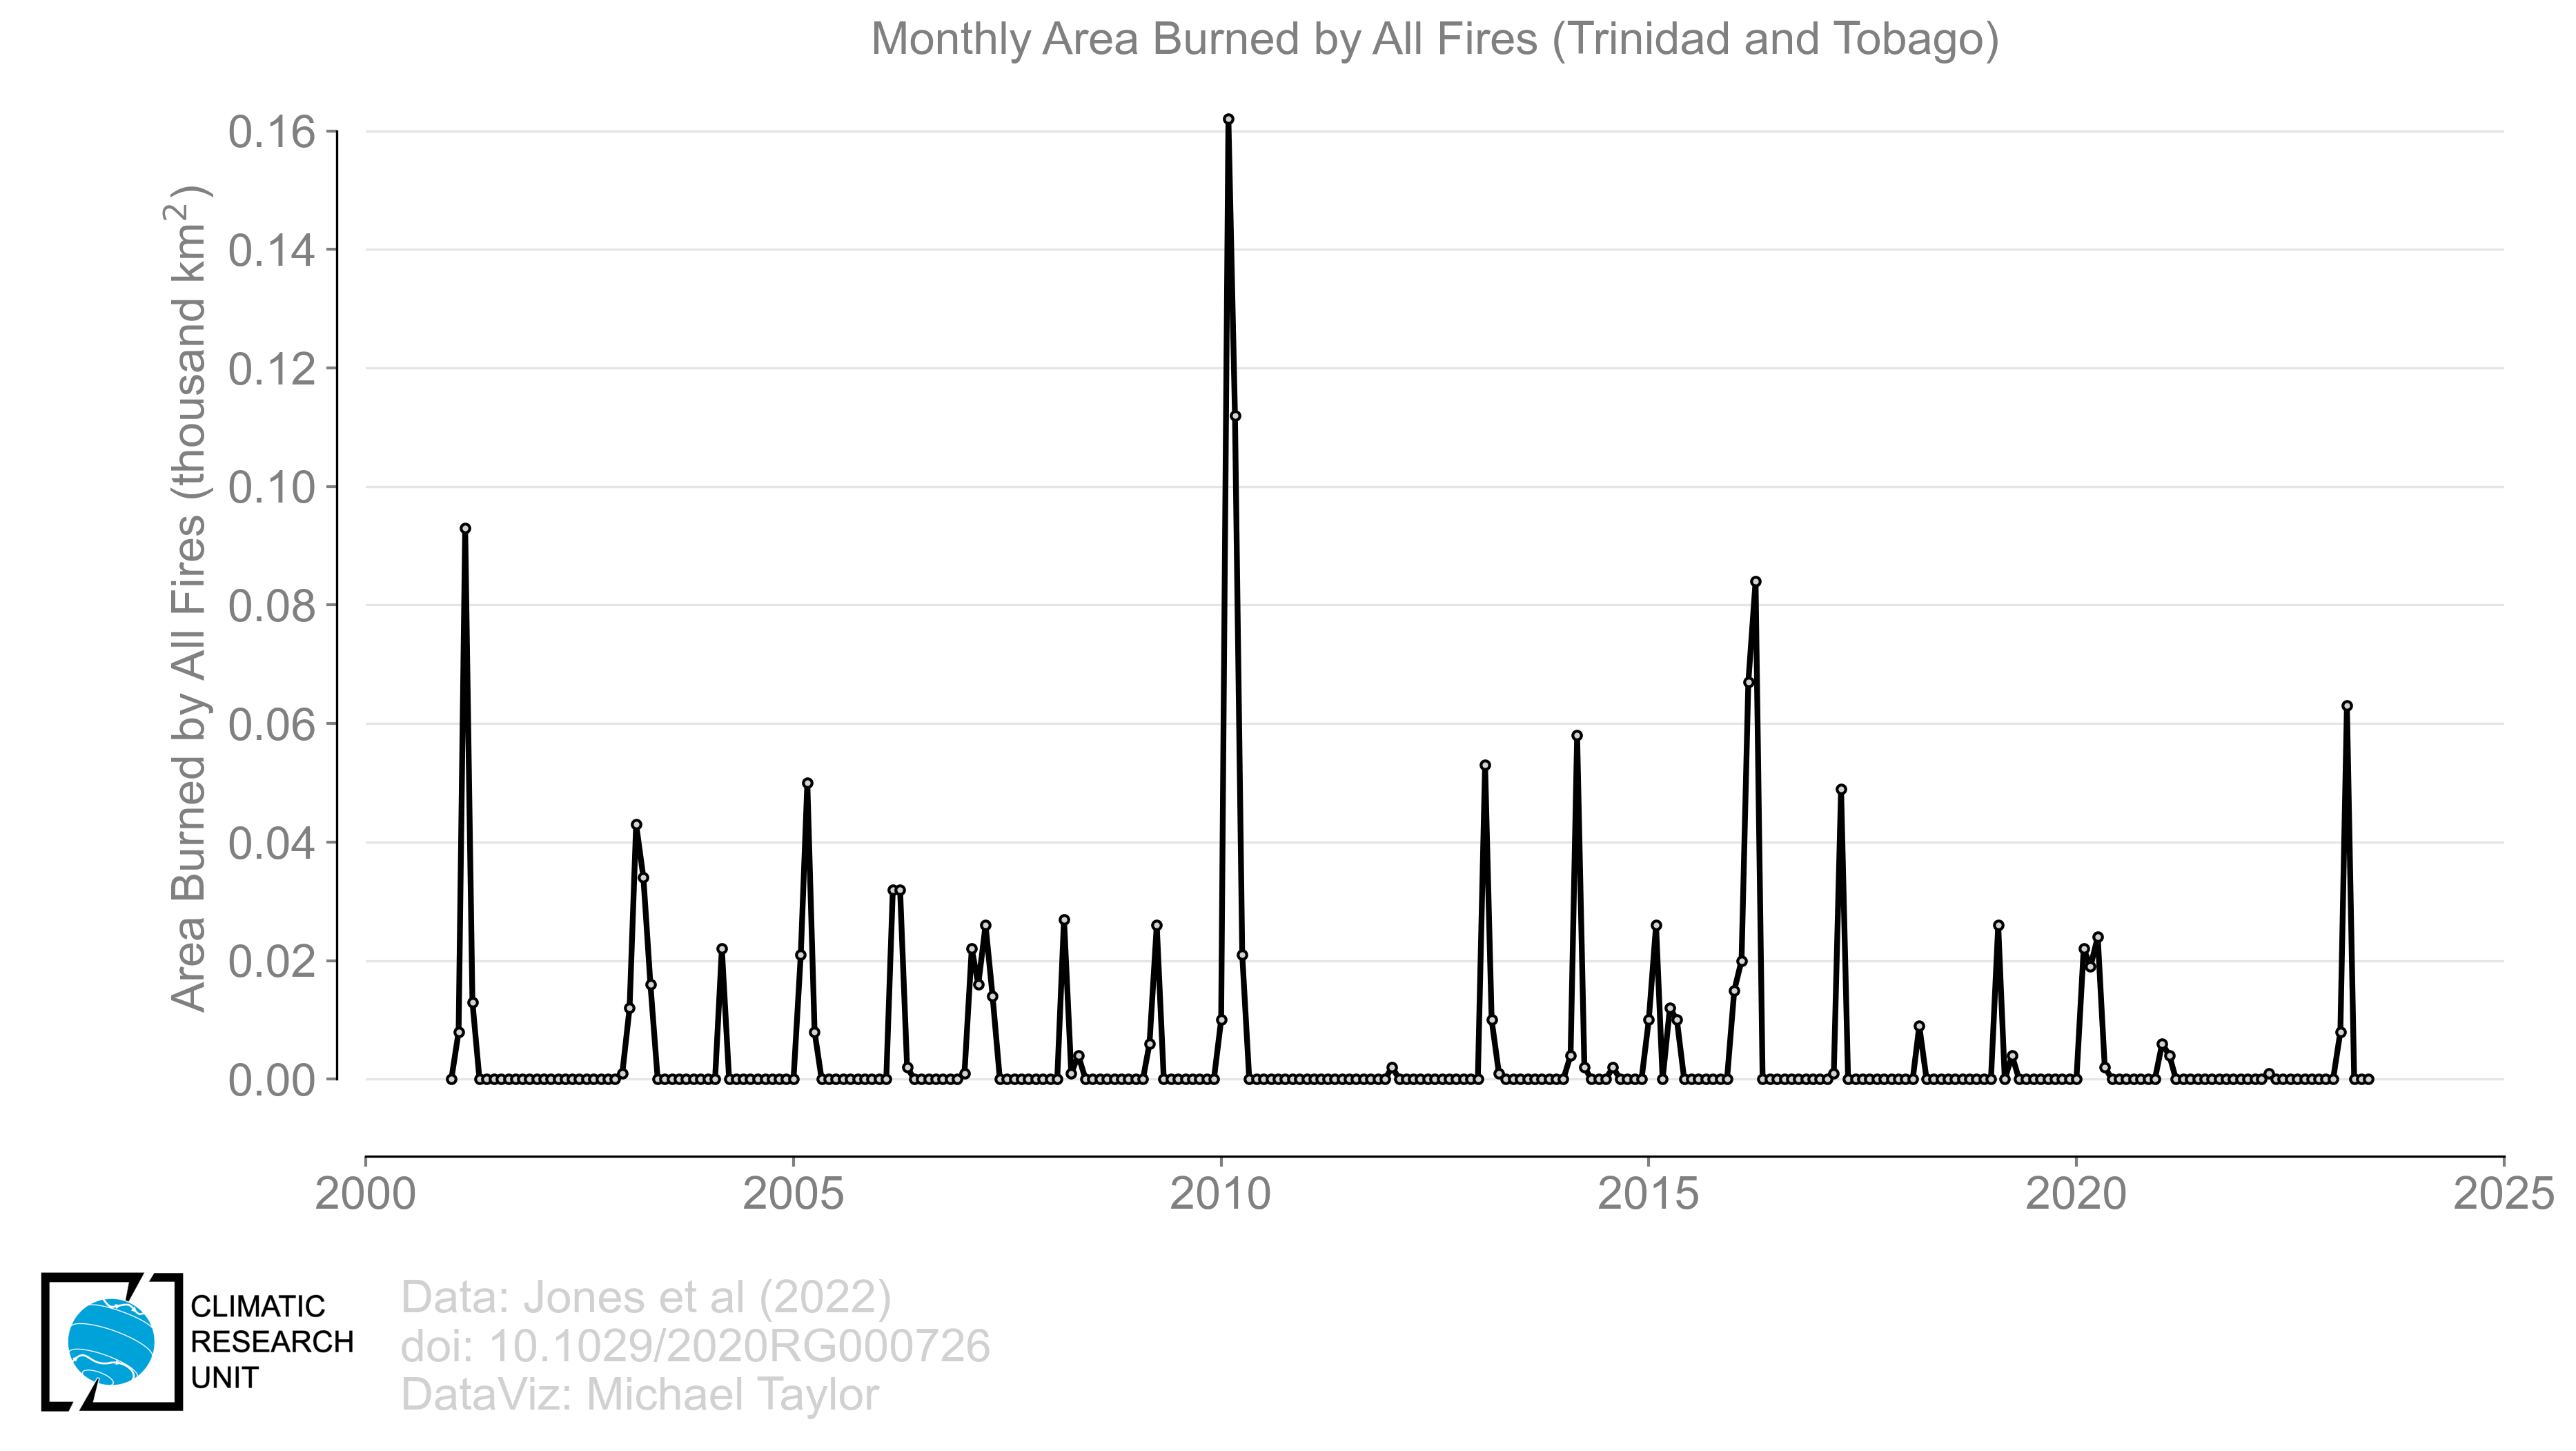 Monthly Area Burned by All Fires (Trinidad and Tobago)
Area Burned by All Fires (thousand km²)
0.16
0.14
0.12
0.10
0.08
0.06
0.04
0.02
0.00
2000 2005 2010 2015 2020 2025
CLIMATIC
RESEARCH
UNIT
Data: Jones et al (2022)
doi: 10.1029/2020RG000726
DataViz: Michael Taylor